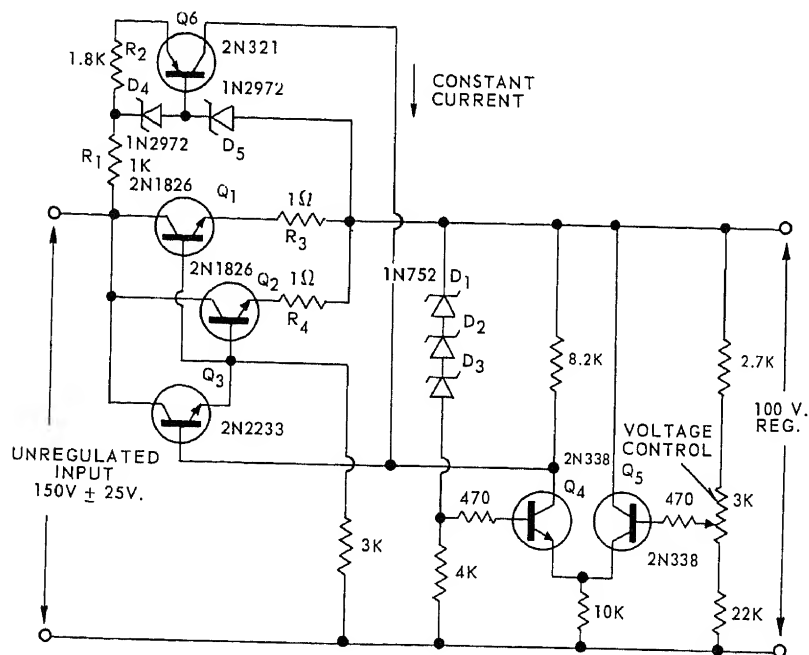 Q6
R2
1.8K
2N321
D4
1N2972
CONSTANT
CURRENT
1N2972
D5
R1
1K
2N1826
Q1
1Ω
R3
2N1826
Q2
1Ω
R4
1N752
D1
D2
D3
8.2K
2.7K
Q3
2N2233
UNREGULATED
INPUT
150V ± 25V.
VOLTAGE
CONTROL
100 V.
REG.
2N338
Q4
Q5
470
470
3K
2N338
3K
4K
10K
22K